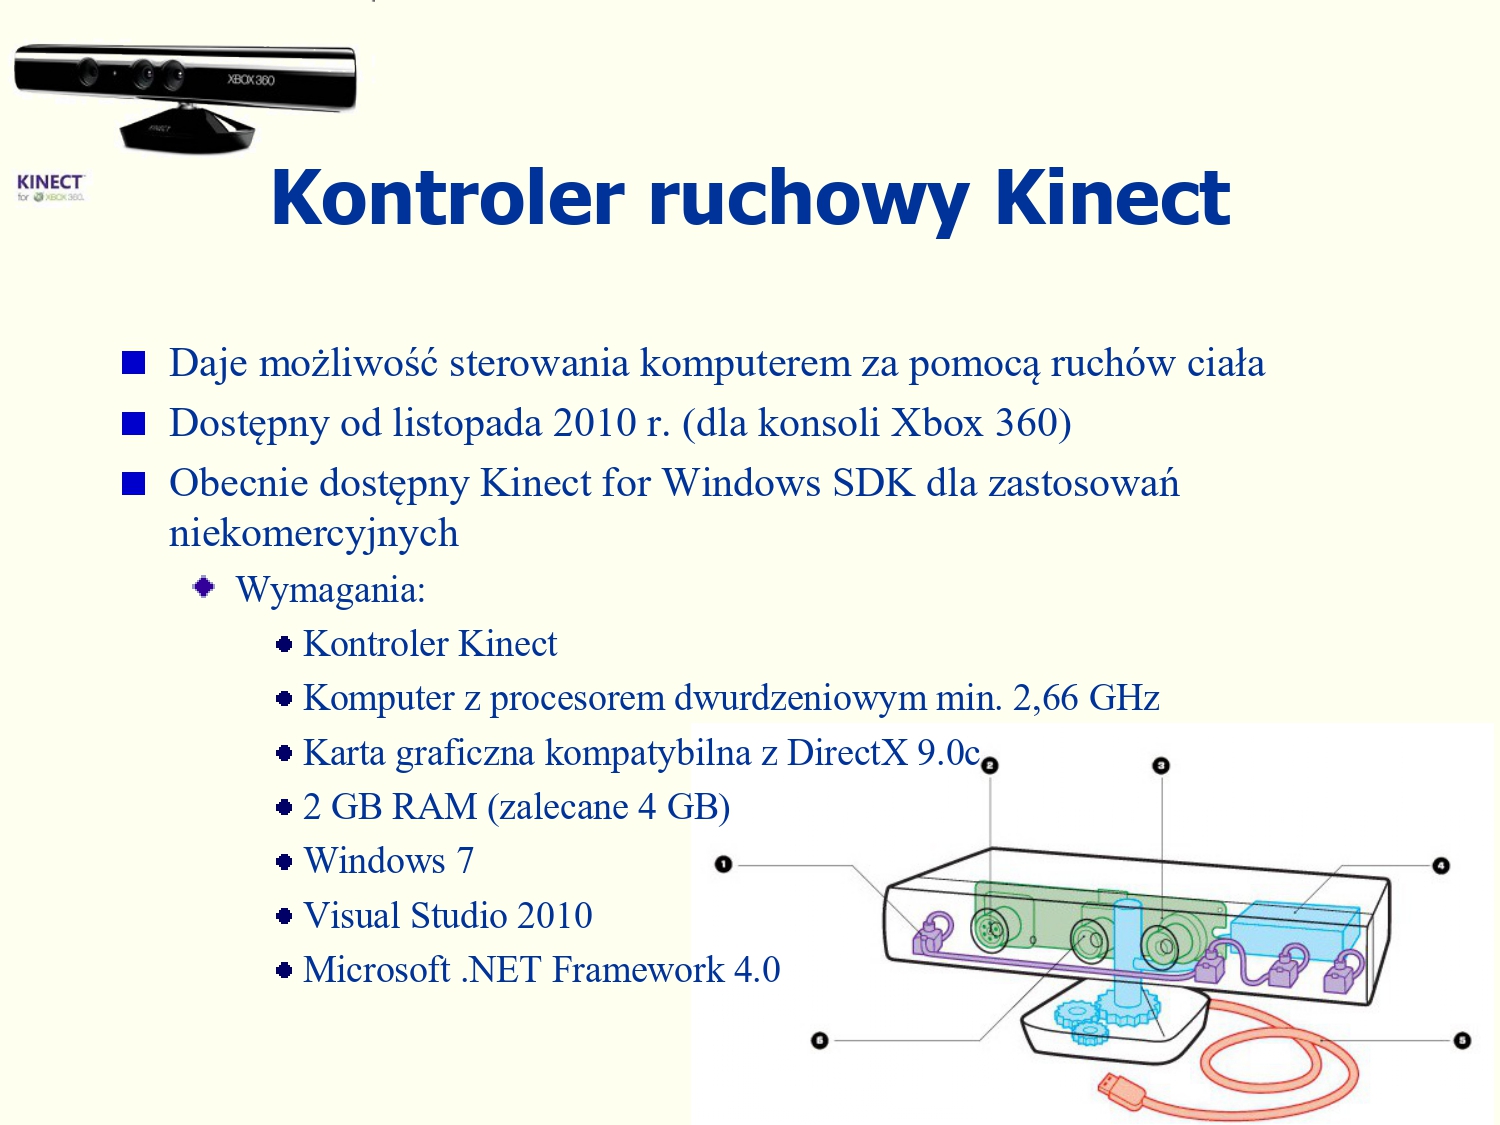 XBOX 360
KINECT
KINECT
for XBOX 360.
Kontroler ruchowy Kinect
Daje możliwość sterowania komputerem za pomocą ruchów ciała
Dostępny od listopada 2010 r. (dla konsoli Xbox 360)
Obecnie dostępny Kinect for Windows SDK dla zastosowań
niekomercyjnych
Wymagania:
Kontroler Kinect
Komputer z procesorem dwurdzeniowym min. 2,66 GHz
Karta graficzna kompatybilna z DirectX 9.0c
2 GB RAM (zalecane 4 GB)
Windows 7
Visual Studio 2010
Microsoft .NET Framework 4.0
2
3
1
4
6
5